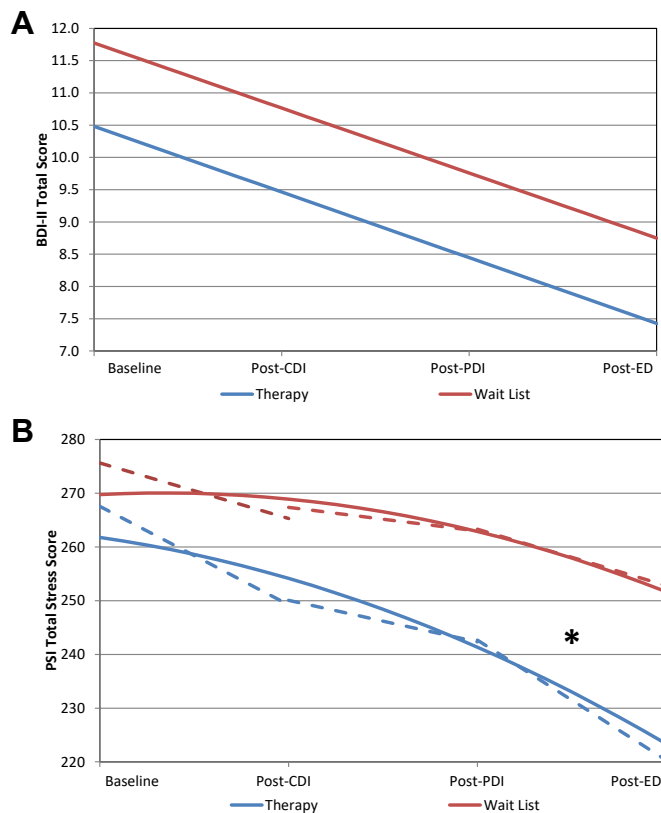 A
12.0
11.5
11.0
10.5
10.0
9.5
9.0
8.5
8.0
7.5
7.0
BDI-II Total Score
Baseline Post-CDI Post-PDI Post-ED
Therapy Wait List
B
280
270
260
250
240
230
220
PSI Total Stress Score
*
Baseline Post-CDI Post-PDI Post-ED
Therapy Wait List